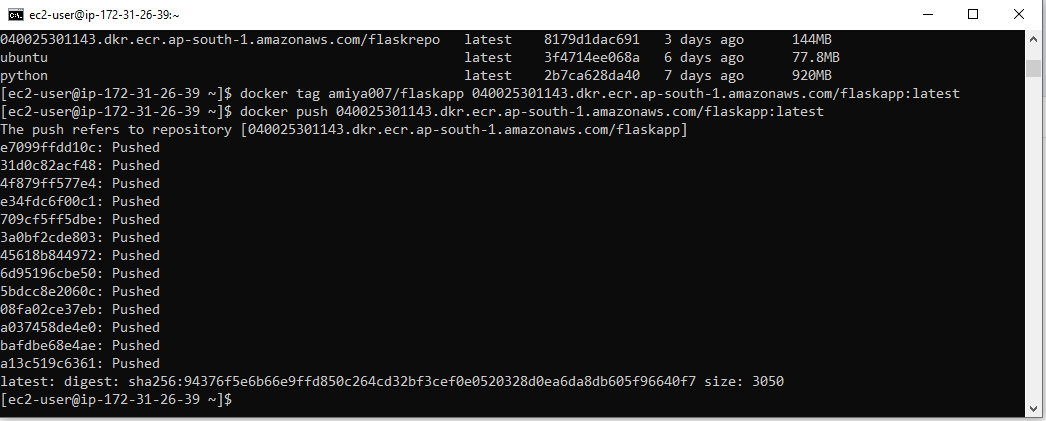 ec2-user@ip-172-31-26-39:~
040025301143.dkr.ecr.ap-south-1.amazonaws.com/flaskrepo   latest    8179d1dac691   3 days ago      144MB
ubuntu                                                    latest    3f4714ee068a   6 days ago      77.8MB
python                                                    latest    2b7ca628da40   7 days ago      920MB
[ec2-user@ip-172-31-26-39 ~]$ docker tag amiya007/flaskapp 040025301143.dkr.ecr.ap-south-1.amazonaws.com/flaskapp:latest
[ec2-user@ip-172-31-26-39 ~]$ docker push 040025301143.dkr.ecr.ap-south-1.amazonaws.com/flaskapp:latest
The push refers to repository [040025301143.dkr.ecr.ap-south-1.amazonaws.com/flaskapp]
e7099ffdd10c: Pushed
31d0c82acf48: Pushed
4f879ff577e4: Pushed
e34fdc6f00c1: Pushed
709cf5ff5dbe: Pushed
3a0bf2cde803: Pushed
45618b844972: Pushed
6d95196cbe50: Pushed
5bdcc8e2060c: Pushed
08fa02ce37eb: Pushed
a037458de4e0: Pushed
bafdbe68e4ae: Pushed
a13c519c6361: Pushed
latest: digest: sha256:94376f5e6b66e9ffd850c264cd32bf3cef0e0520328d0ea6da8db605f96640f7 size: 3050
[ec2-user@ip-172-31-26-39 ~]$